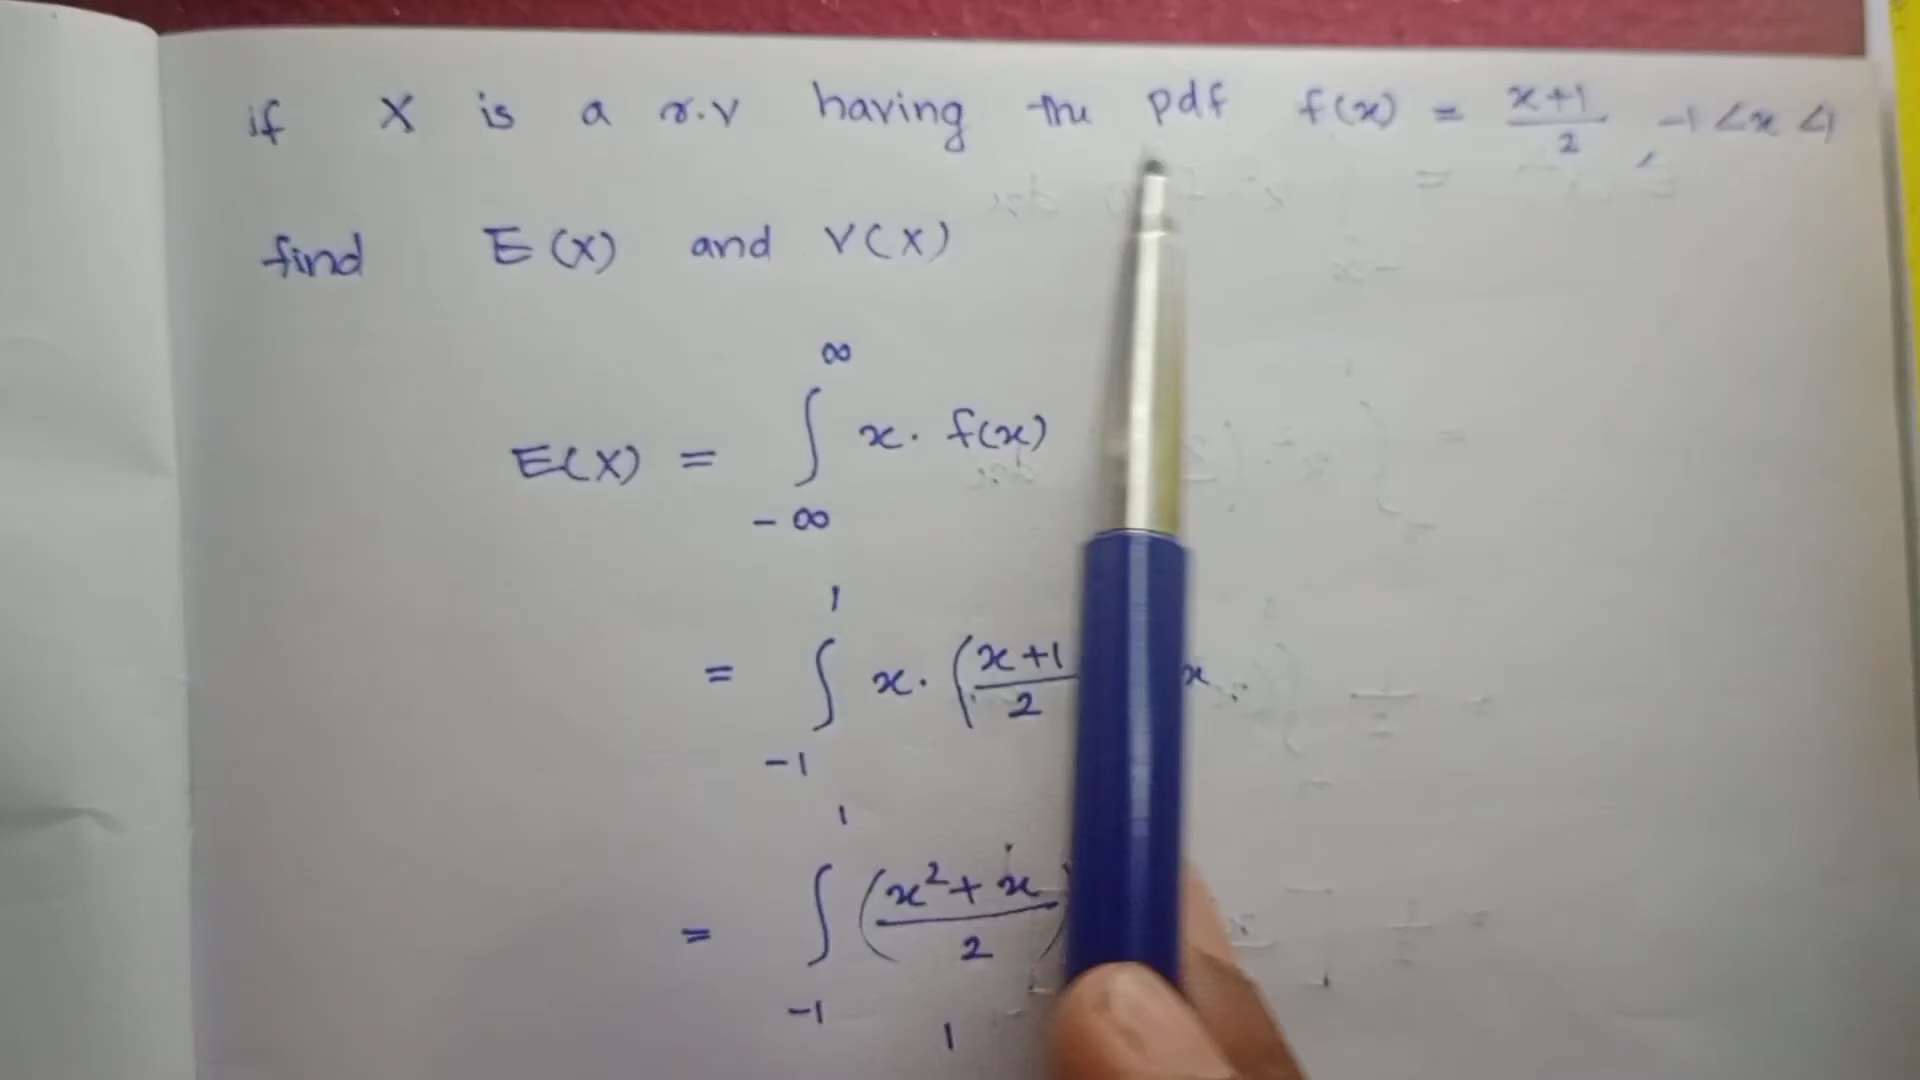 if X is a r.v having the pdf f(x) = x+1/2, -1<x<1
find E(X) and V(X)
E(X) = ∫_{-∞}^{∞} x. f(x)
= ∫_{-1}^{1} x. (x+1/2 x
= ∫_{-1}^{1} (x²+x/2)
1